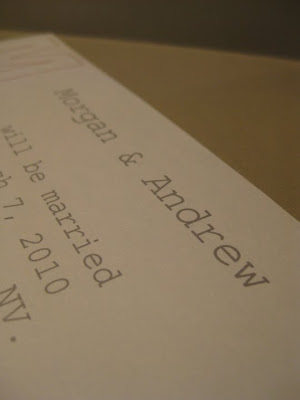 Morgan & Andrew
will be married
h 7, 2010
NV.